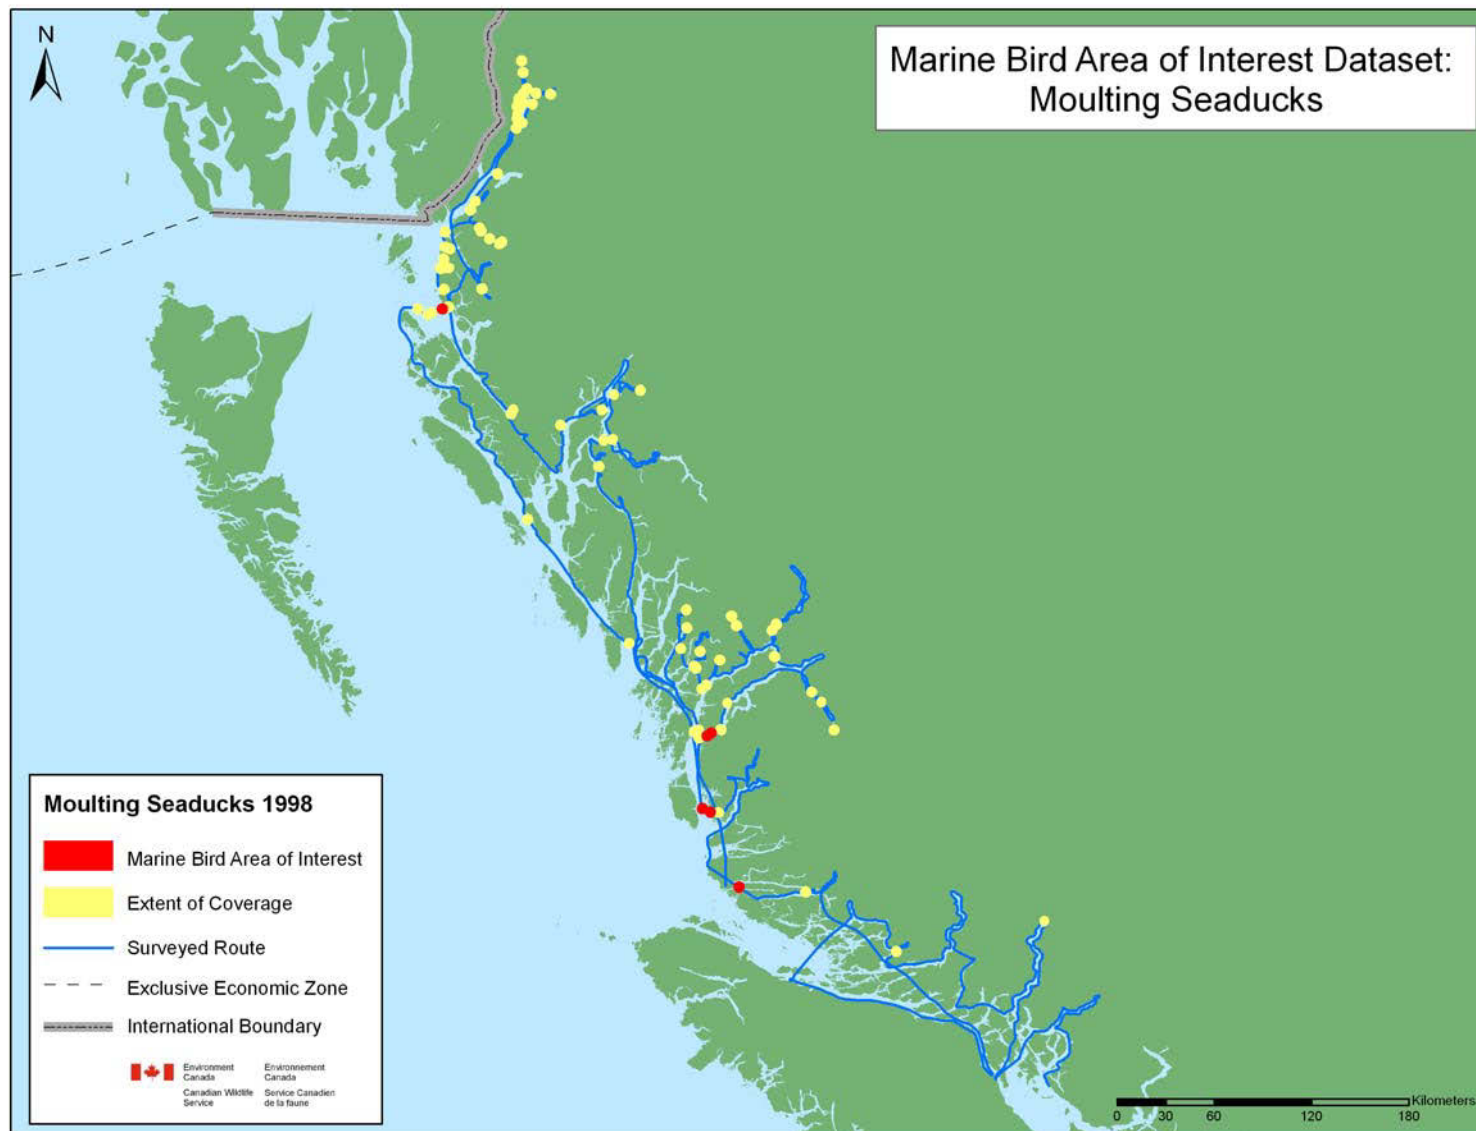 N
Marine Bird Area of Interest Dataset:
Moulting Seaducks
Moulting Seaducks 1998
Marine Bird Area of Interest
Extent of Coverage
Surveyed Route
Exclusive Economic Zone
International Boundary
Environment Canada
Environnement Canada
Canadian Wildlife Service
Service Canadien de la faune
Kilometers
0 30 60 120 180